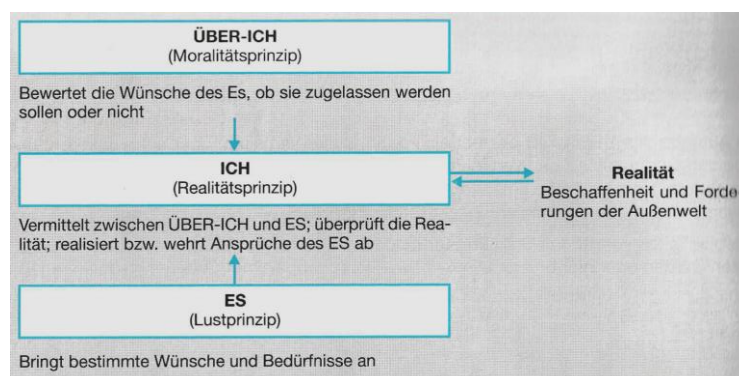 ÜBER-ICH
(Moralitätsprinzip)
Bewertet die Wünsche des Es, ob sie zugelassen werden
sollen oder nicht
ICH
(Realitätsprinzip)
Realität
Beschaffenheit und Forde
rungen der Außenwelt
Vermittelt zwischen ÜBER-ICH und ES; überprüft die Rea-
lität; realisiert bzw. wehrt Ansprüche des ES ab
ES
(Lustprinzip)
Bringt bestimmte Wünsche und Bedürfnisse an